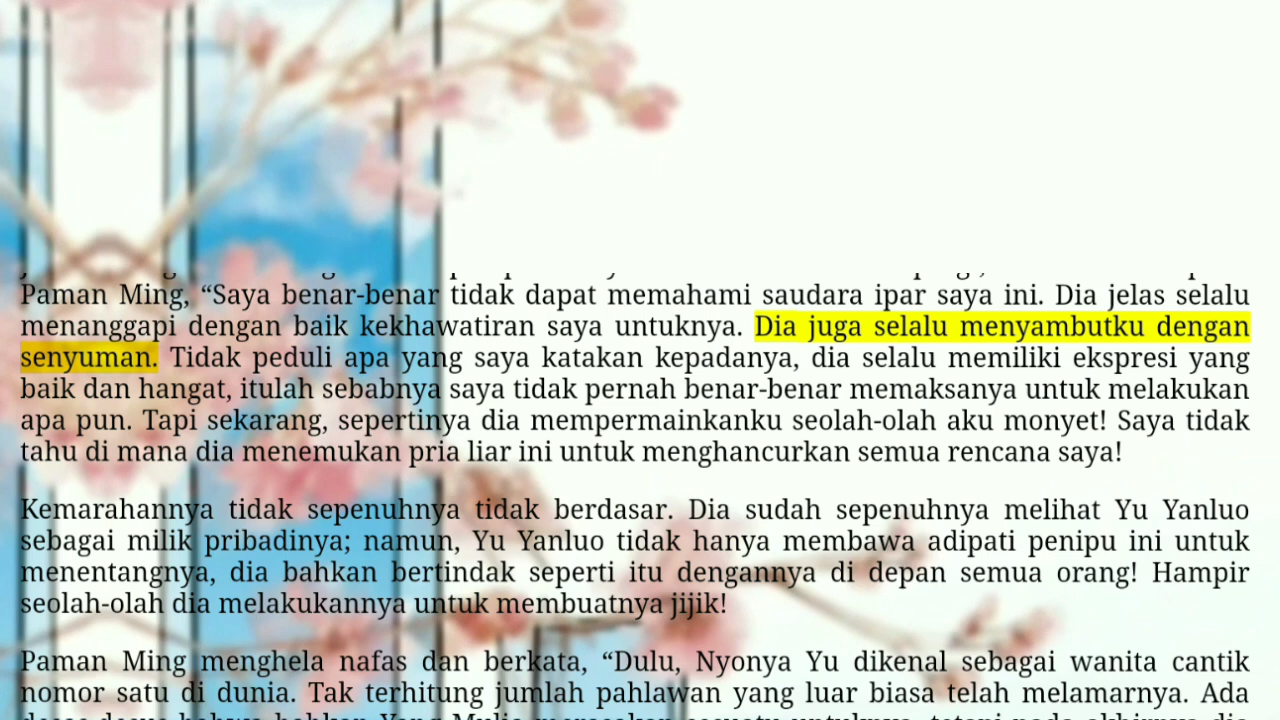 Paman Ming, “Saya benar-benar tidak dapat memahami saudara ipar saya ini. Dia jelas selalu
menanggapi dengan baik kekhawatiran saya untuknya. Dia juga selalu menyambutku dengan
senyuman. Tidak peduli apa yang saya katakan kepadanya, dia selalu memiliki ekspresi yang
baik dan hangat, itulah sebabnya saya tidak pernah benar-benar memaksanya untuk melakukan
apa pun. Tapi sekarang, sepertinya dia mempermainkanku seolah-olah aku monyet! Saya tidak
tahu di mana dia menemukan pria liar ini untuk menghancurkan semua rencana saya!
Kemarahannya tidak sepenuhnya tidak berdasar. Dia sudah sepenuhnya melihat Yu Yanluo
sebagai milik pribadinya; namun, Yu Yanluo tidak hanya membawa adipati penipu ini untuk
menentangnya, dia bahkan bertindak seperti itu dengannya di depan semua orang! Hampir
seolah-olah dia melakukannya untuk membuatnya jijik!
Paman Ming menghela nafas dan berkata, “Dulu, Nyonya Yu dikenal sebagai wanita cantik
nomor satu di dunia. Tak terhitung jumlah pahlawan yang luar biasa telah melamarnya. Ada